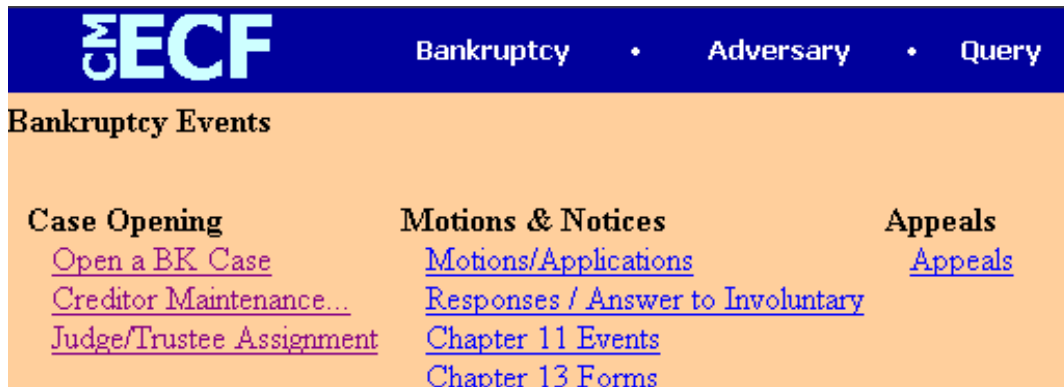 CM ECF Bankruptcy • Adversary • Query
Bankruptcy Events
Case Opening
Open a BK Case
Creditor Maintenance...
Judge/Trustee Assignment
Motions & Notices
Motions/Applications
Responses / Answer to Involuntary
Chapter 11 Events
Chapter 13 Forms
Appeals
Appeals